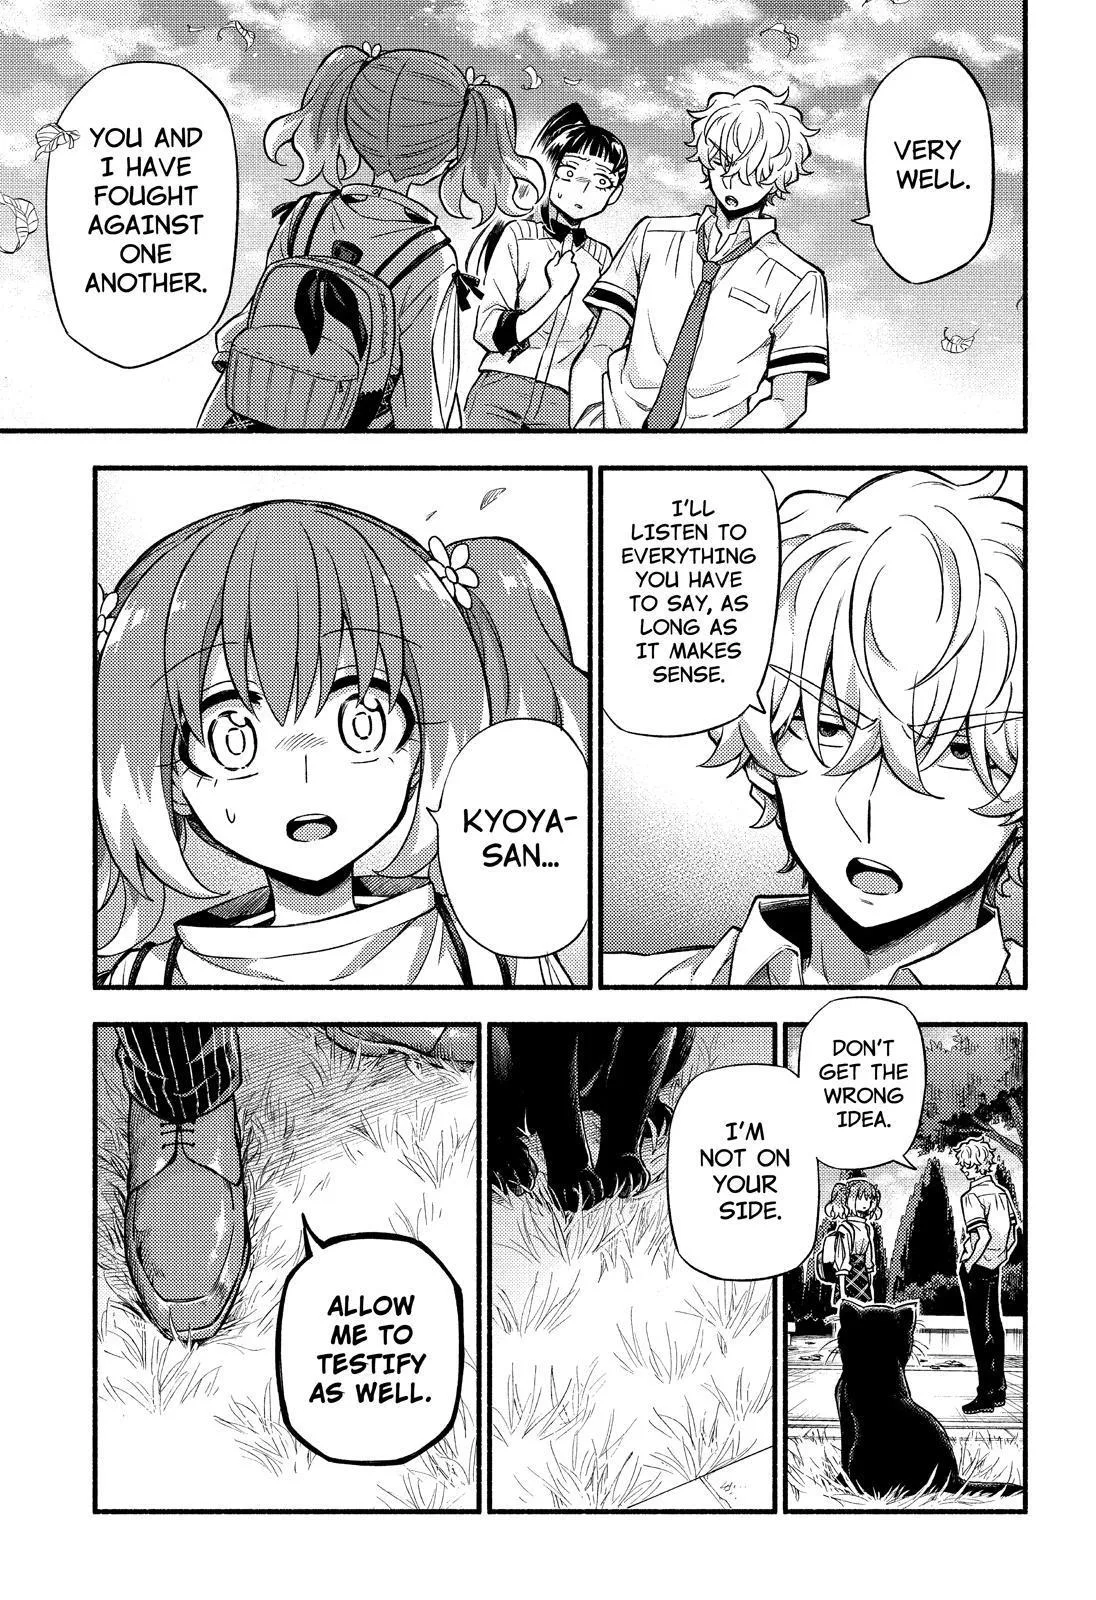 VERY
WELL.
YOU AND
I HAVE
FOUGHT
AGAINST
ONE
ANOTHER.
I'LL
LISTEN TO
EVERYTHING
YOU HAVE
TO SAY, AS
LONG AS
IT MAKES
SENSE.
KYOYA-
SAN...
DON'T
GET THE
WRONG
IDEA.
I'M
NOT ON
YOUR
SIDE.
ALLOW
ME TO
TESTIFY
AS WELL.